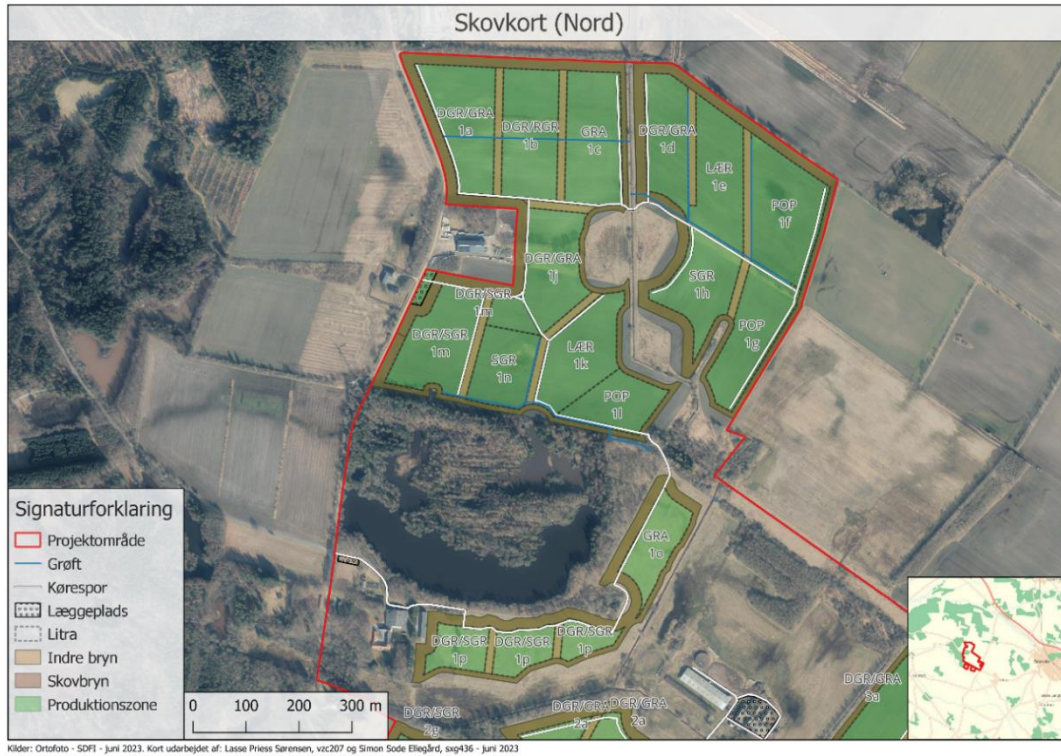 Skovkort (Nord)
DGR/GRA
1a
DGR/RGR
1b
GRA
1c
DGR/GRA
1d
LÆR
1e
POP
1f
DGR/GRA
1j
SGR
1h
DGR/SGR
1m
DGR/SGR
1m
SGR
1n
LÆR
1k
POP
1g
POP
1l
GRA
1o
DGR/SGR
1p
DGR/SGR
1p
DGR/SGR
1p
DGR/SGR
2g
DGR/GRA
2a
DGR/GRA
2a
DGR/GRA
3a
Signaturforklaring
Projektområde
Grøft
Kørespor
Læggeplads
Litra
Indre bryn
Skovbryn
Produktionszone
0 100 200 300 m
Kilder: Ortofoto - SDFI - juni 2023. Kort udarbejdet af: Lasse Priess Sørensen, vzc207 og Simon Sode Ellegård, sxg436 - juni 2023